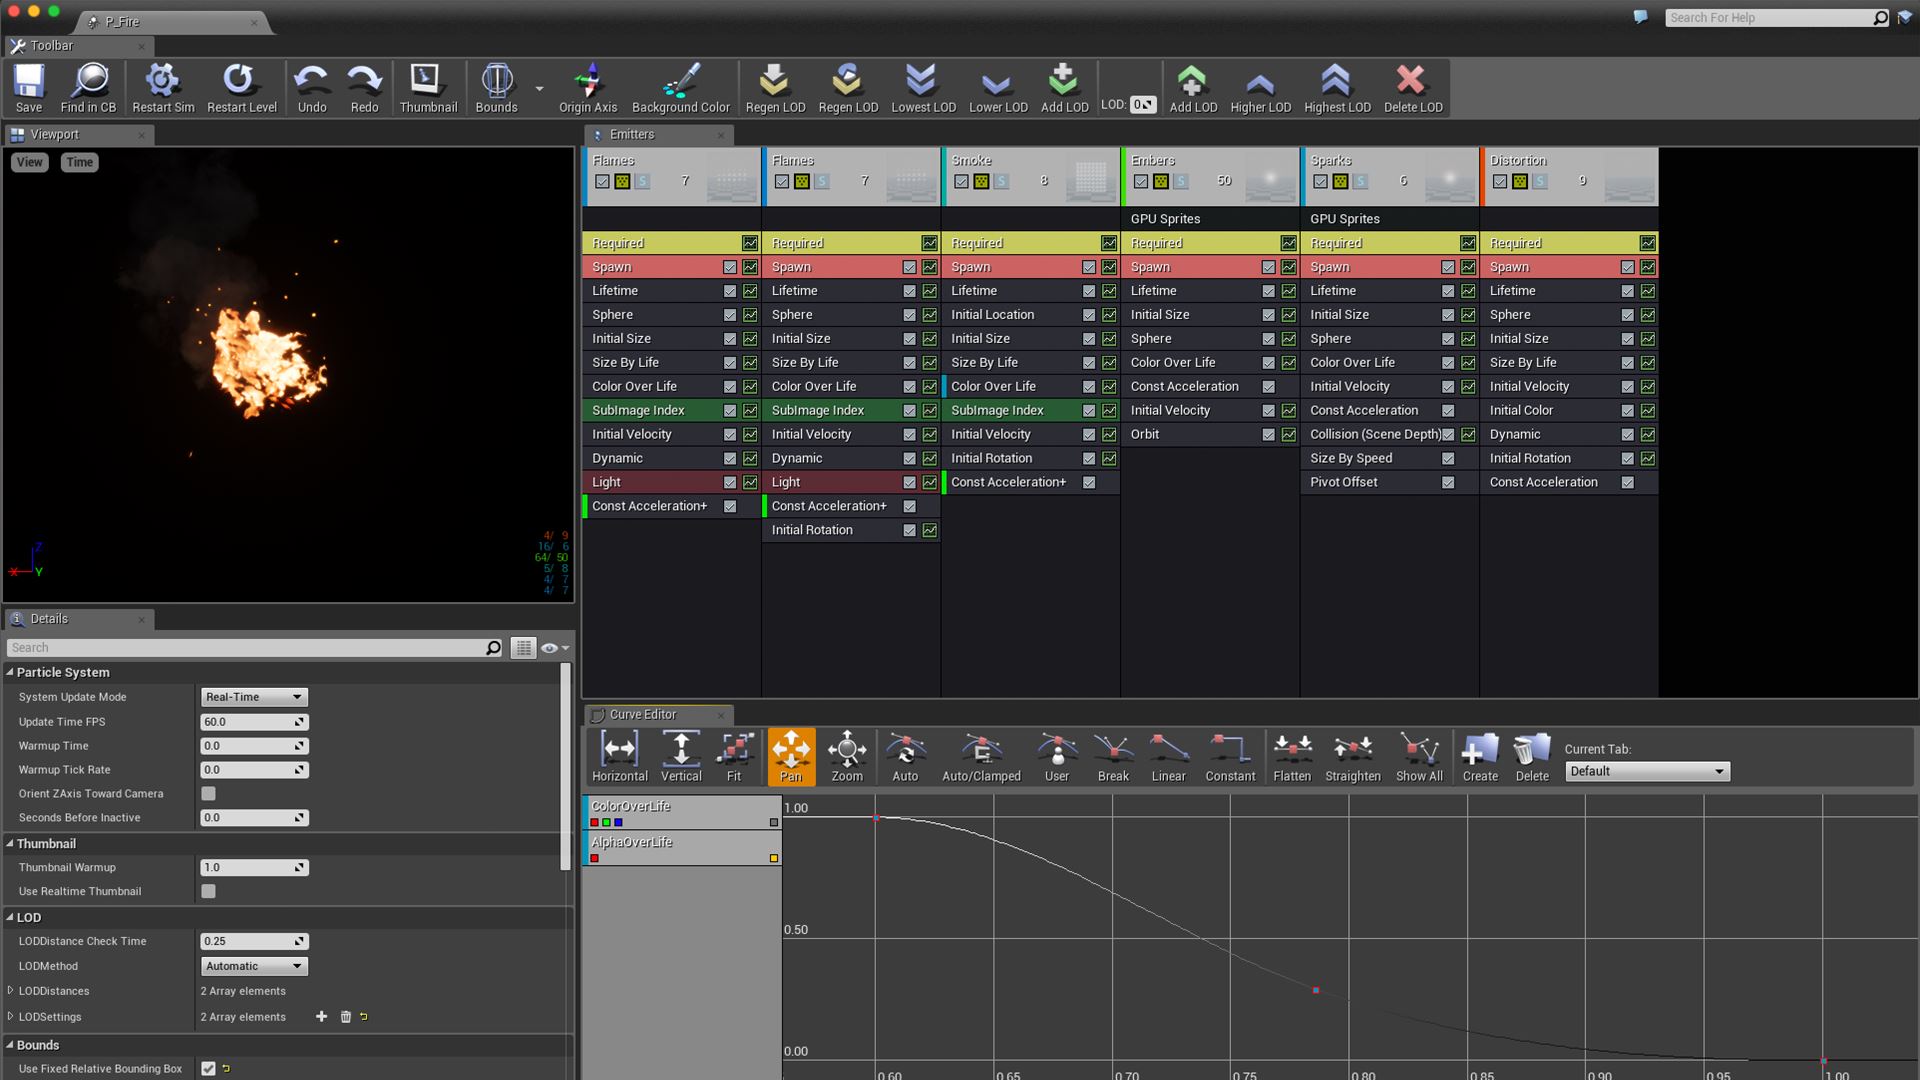 P_Fire
Search For Help
Toolbar
Save
Find in CB
Restart Sim
Restart Level
Undo
Redo
Thumbnail
Bounds
Origin Axis
Background Color
Regen LOD
Regen LOD
Lowest LOD
Lower LOD
Add LOD
LOD: 0
Add LOD
Higher LOD
Highest LOD
Delete LOD
Viewport
View
Time
Z
X
Y
4/ 9
16/ 6
64/ 50
5/ 8
4/ 7
4/ 7
Emitters
Flames
S
7
Required
Spawn
Lifetime
Sphere
Initial Size
Size By Life
Color Over Life
SubImage Index
Initial Velocity
Dynamic
Light
Const Acceleration+
Flames
S
7
Required
Spawn
Lifetime
Sphere
Initial Size
Size By Life
Color Over Life
SubImage Index
Initial Velocity
Dynamic
Light
Const Acceleration+
Initial Rotation
Smoke
S
8
Required
Spawn
Lifetime
Initial Location
Initial Size
Size By Life
Color Over Life
SubImage Index
Initial Velocity
Initial Rotation
Const Acceleration+
Embers
S
50
GPU Sprites
Required
Spawn
Lifetime
Initial Size
Sphere
Color Over Life
Const Acceleration
Initial Velocity
Orbit
Sparks
S
6
GPU Sprites
Required
Spawn
Lifetime
Initial Size
Sphere
Color Over Life
Initial Velocity
Const Acceleration
Collision (Scene Depth)
Size By Speed
Pivot Offset
Distortion
S
9
Required
Spawn
Lifetime
Sphere
Initial Size
Size By Life
Initial Velocity
Initial Color
Dynamic
Initial Rotation
Const Acceleration
Details
Search
Particle System
System Update Mode
Real-Time
Update Time FPS
60.0
Warmup Time
0.0
Warmup Tick Rate
0.0
Orient ZAxis Toward Camera
Seconds Before Inactive
0.0
Thumbnail
Thumbnail Warmup
1.0
Use Realtime Thumbnail
LOD
LODDistance Check Time
0.25
LODMethod
Automatic
LODDistances
2 Array elements
LODSettings
2 Array elements
Bounds
Use Fixed Relative Bounding Box
Curve Editor
Horizontal
Vertical
Fit
Pan
Zoom
Auto
Auto/Clamped
User
Break
Linear
Constant
Flatten
Straighten
Show All
Create
Delete
Current Tab:
Default
ColorOverLife
AlphaOverLife
1.00
0.50
0.00
0.60
0.65
0.70
0.75
0.80
0.85
0.90
0.95
1.00